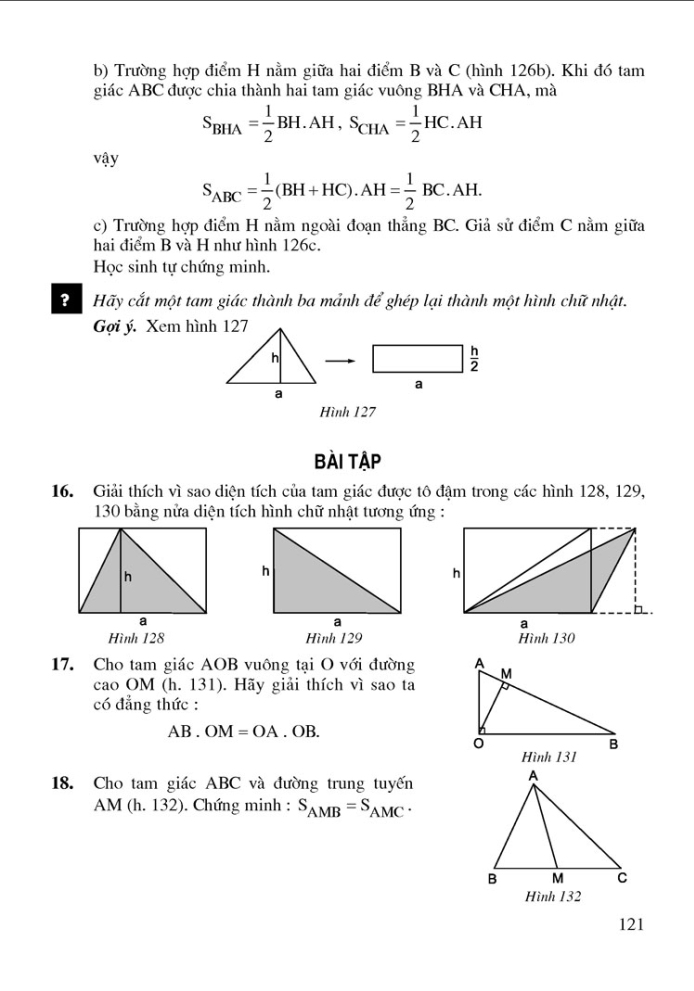 b) Trường hợp điểm H nằm giữa hai điểm B và C (hình 126b). Khi đó tam
giác ABC được chia thành hai tam giác vuông BHA và CHA, mà
S_BHA = 1/2 BH . AH , S_CHA = 1/2 HC . AH
vậy
S_ABC = 1/2 (BH + HC) . AH = 1/2 BC . AH.
c) Trường hợp điểm H nằm ngoài đoạn thẳng BC. Giả sử điểm C nằm giữa
hai điểm B và H như hình 126c.
Học sinh tự chứng minh.
? Hãy cắt một tam giác thành ba mảnh để ghép lại thành một hình chữ nhật.
Gợi ý. Xem hình 127
h
h/2
a
a
Hình 127
BÀI TẬP
16. Giải thích vì sao diện tích của tam giác được tô đậm trong các hình 128, 129,
130 bằng nửa diện tích hình chữ nhật tương ứng :
h
h
h
a
a
a
Hình 128
Hình 129
Hình 130
17. Cho tam giác AOB vuông tại O với đường
cao OM (h. 131). Hãy giải thích vì sao ta
có đẳng thức :
AB . OM = OA . OB.
A
M
O
B
Hình 131
18. Cho tam giác ABC và đường trung tuyến
AM (h. 132). Chứng minh : S_AMB = S_AMC .
A
B
M
C
Hình 132
121